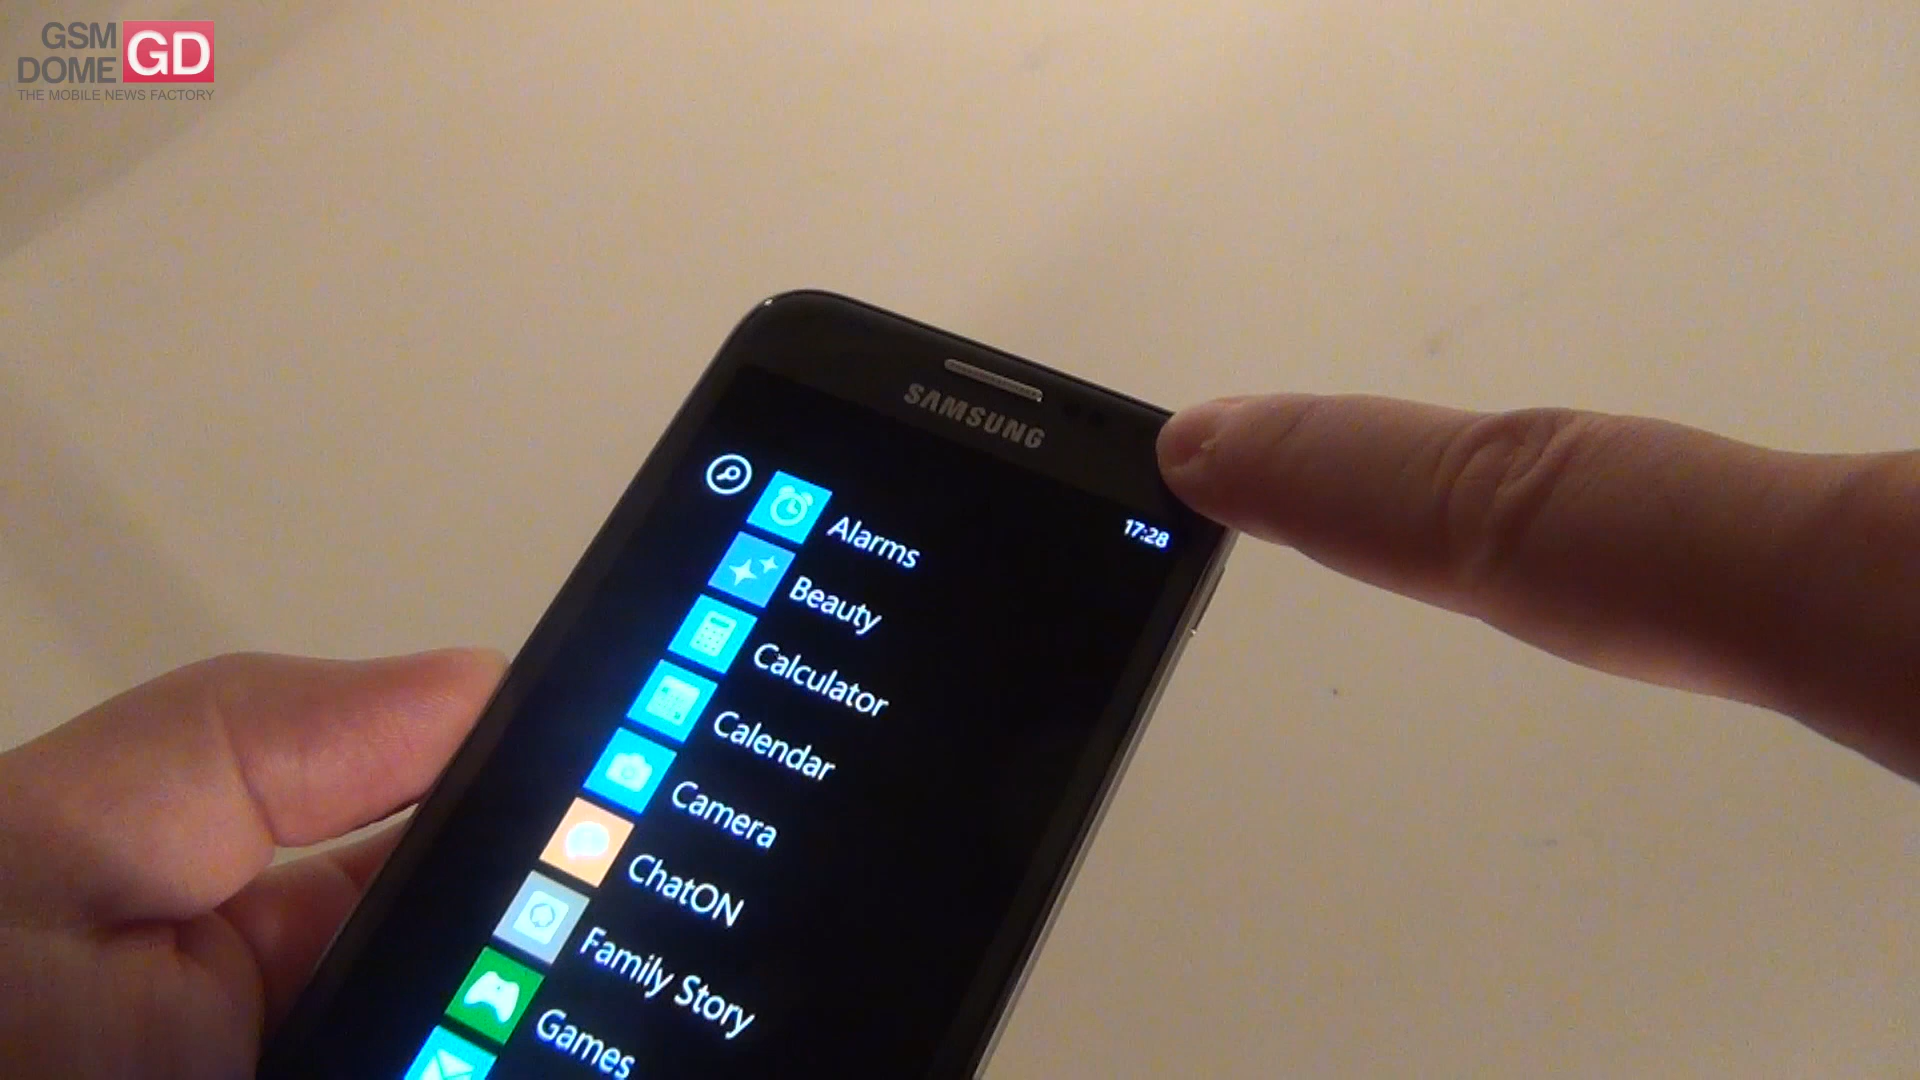 GSM
DOME
GD
THE MOBILE NEWS FACTORY
SAMSUNG
17:28
Alarms
Beauty
Calculator
Calendar
Camera
ChatON
Family Story
Games